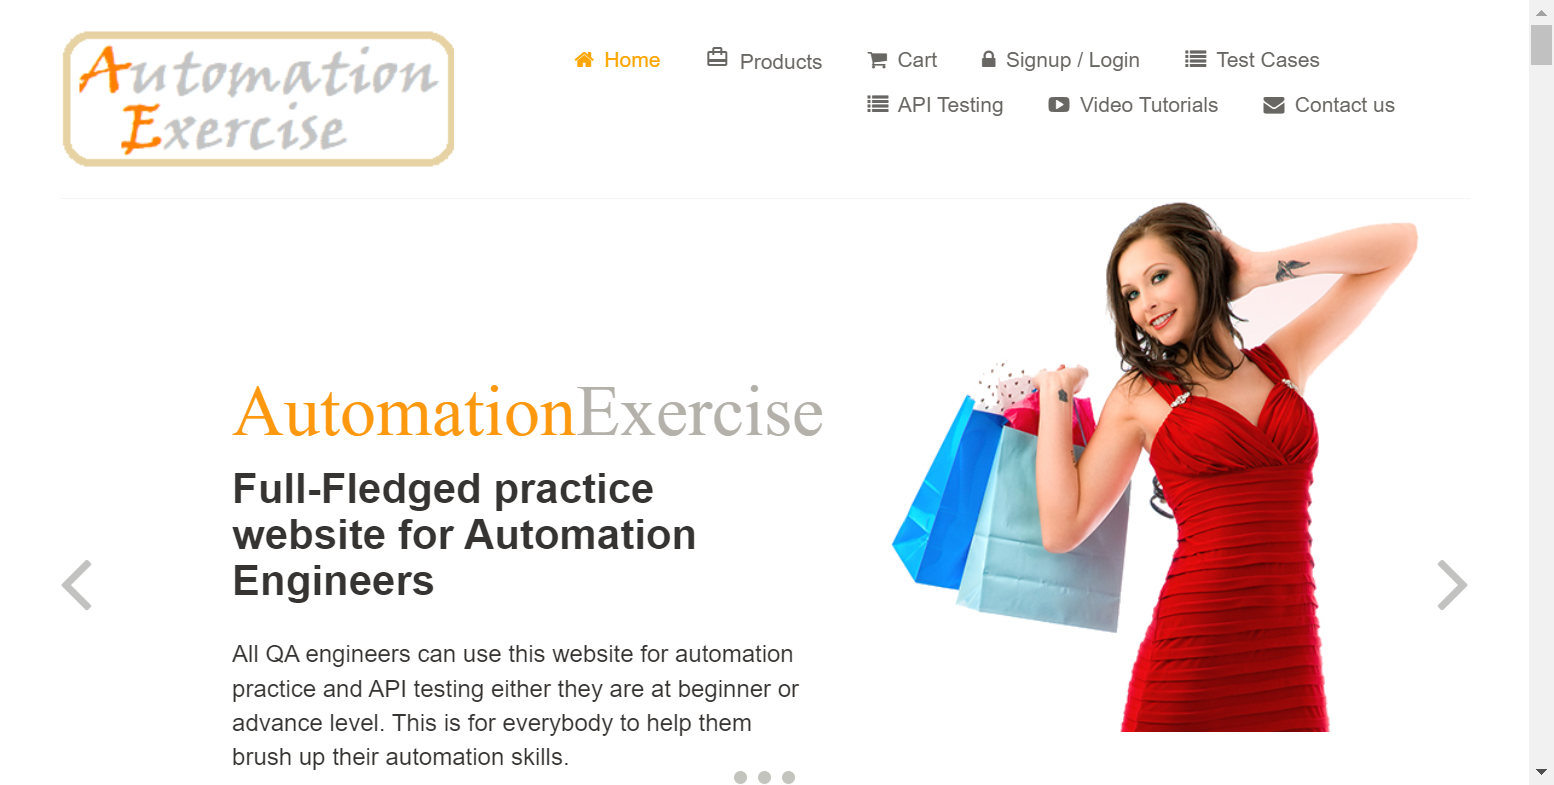 Automation
Exercise
Home
Products
Cart
Signup / Login
Test Cases
API Testing
Video Tutorials
Contact us
AutomationExercise
Full-Fledged practice
website for Automation
Engineers
All QA engineers can use this website for automation
practice and API testing either they are at beginner or
advance level. This is for everybody to help them
brush up their automation skills.